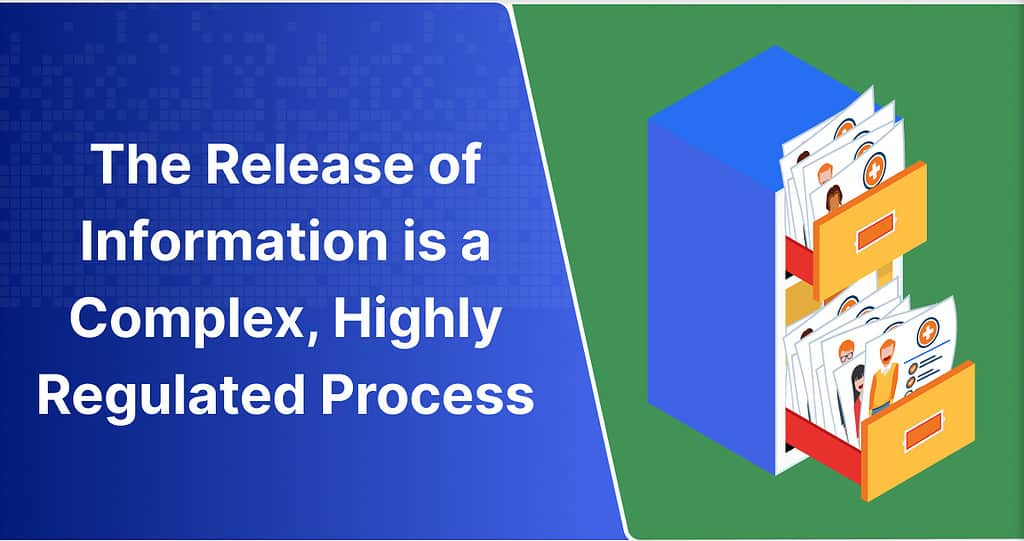 The Release of
Information is a
Complex, Highly
Regulated Process